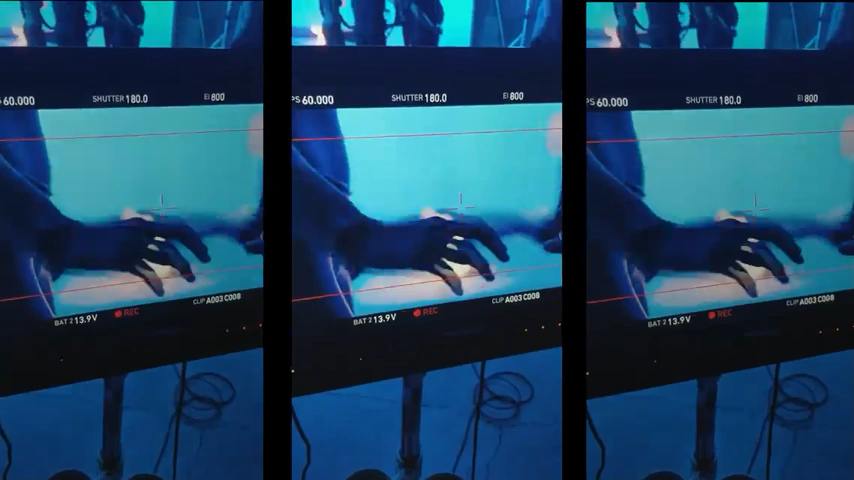 60.000 SHUTTER 180.0 EI 800
PS 60.000 SHUTTER 180.0 EI 800
PS 60.000 SHUTTER 180.0 EI 800
BAT 2 13.9V REC CLIP A003 C008
BAT 2 13.9V REC CLIP A003 C008
BAT 2 13.9V REC CLIP A003 C008